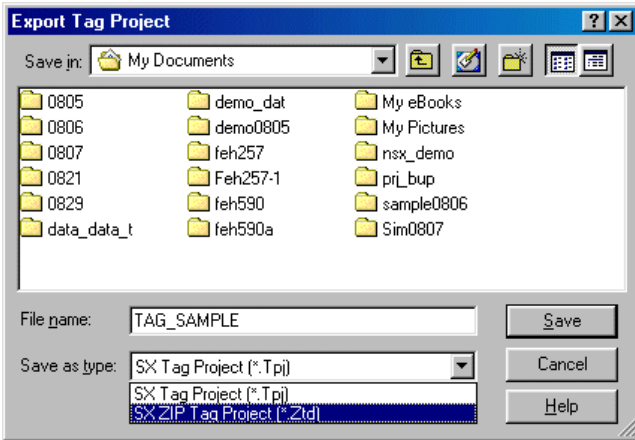 Export Tag Project
Save in: My Documents
0805 demo_dat My eBooks
0806 demo0805 My Pictures
0807 feh257 nsx_demo
0821 Feh257-1 prj_bup
0829 feh590 sample0806
data_data_t feh590a Sim0807
File name: TAG_SAMPLE Save
Save as type: SX Tag Project (*.Tpj) Cancel
SX Tag Project (*.Tpj)
SX ZIP Tag Project (*.Ztd) Help